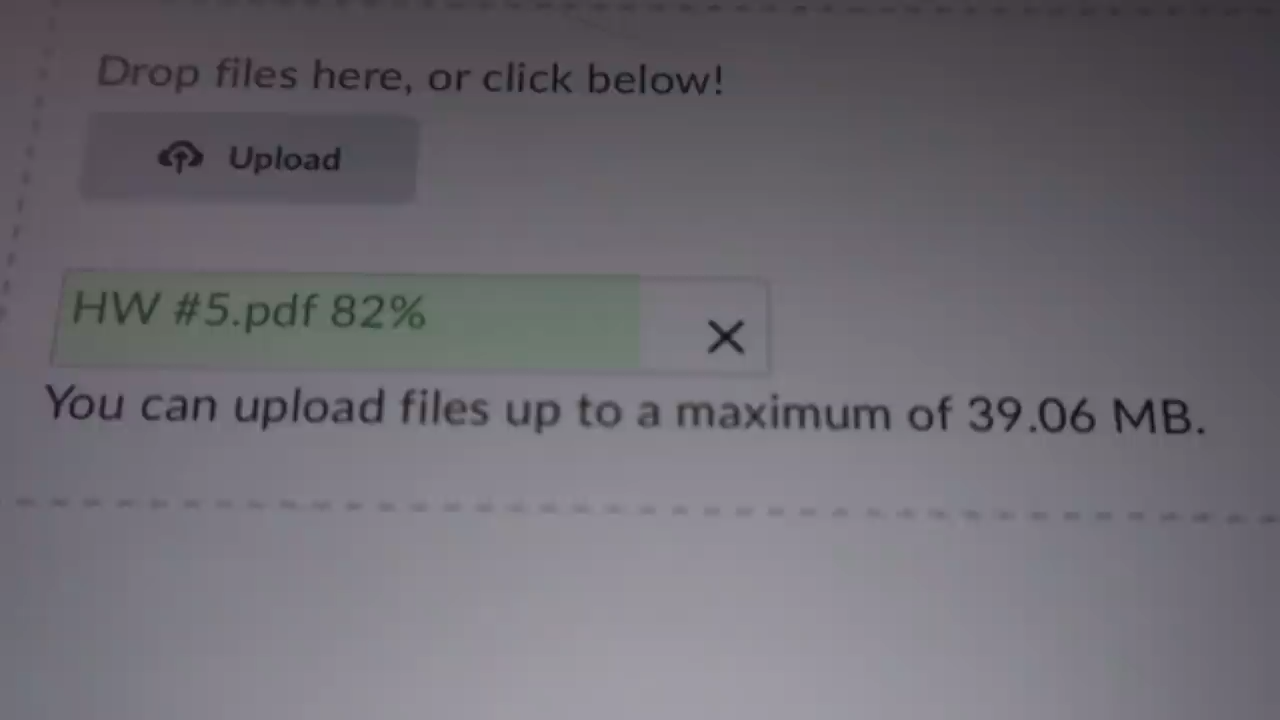 Drop files here, or click below!
Upload
HW #5.pdf 82%
You can upload files up to a maximum of 39.06 MB.